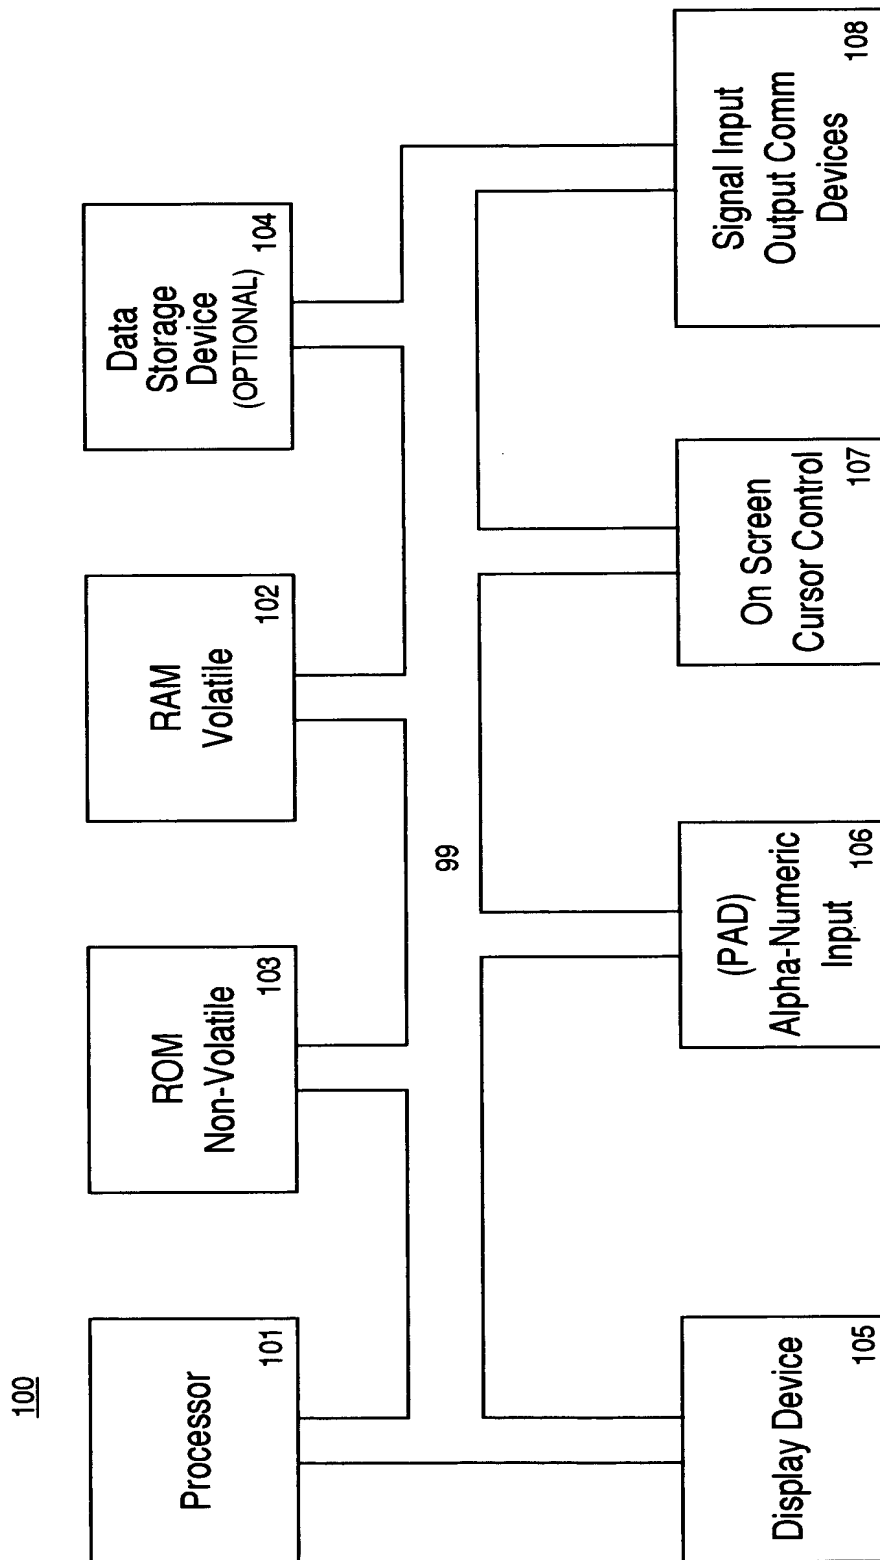 100
Processor
101
ROM
Non-Volatile
103
RAM
Volatile
102
Data
Storage
Device
(OPTIONAL)
104
99
Display Device
105
(PAD)
Alpha-Numeric
Input
106
On Screen
Cursor Control
107
Signal Input
Output Comm
Devices
108